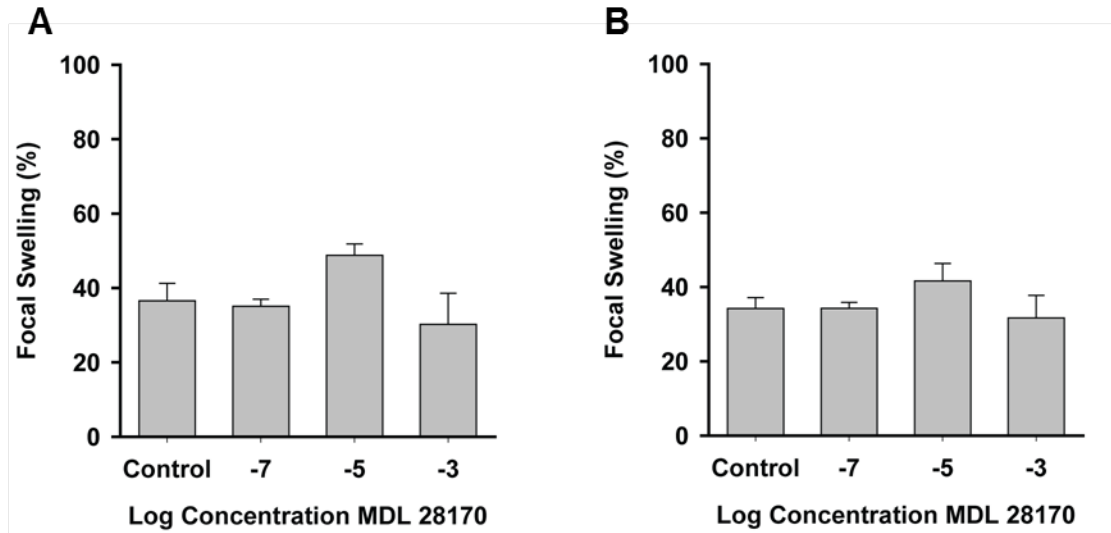 A
Focal Swelling (%)
100
80
60
40
20
0
Control -7 -5 -3
Log Concentration MDL 28170
B
Focal Swelling (%)
100
80
60
40
20
0
Control -7 -5 -3
Log Concentration MDL 28170